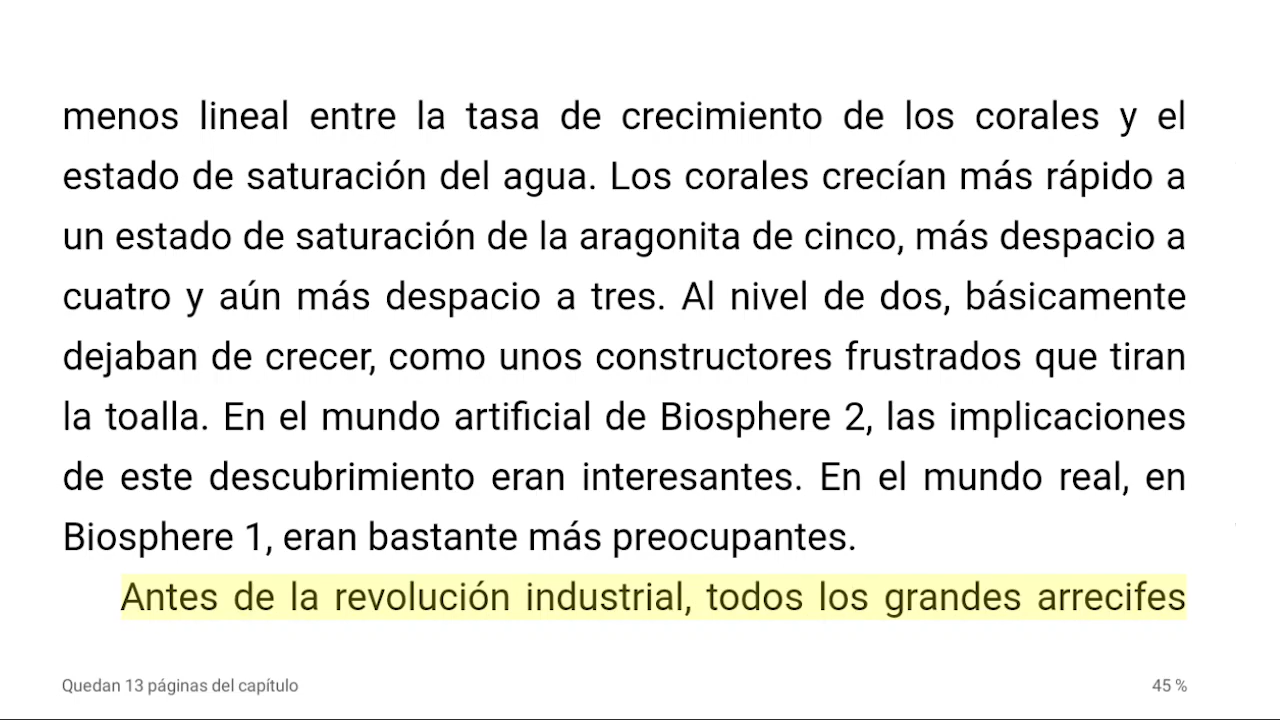 menos lineal entre la tasa de crecimiento de los corales y el
estado de saturación del agua. Los corales crecían más rápido a
un estado de saturación de la aragonita de cinco, más despacio a
cuatro y aún más despacio a tres. Al nivel de dos, básicamente
dejaban de crecer, como unos constructores frustrados que tiran
la toalla. En el mundo artificial de Biosphere 2, las implicaciones
de este descubrimiento eran interesantes. En el mundo real, en
Biosphere 1, eran bastante más preocupantes.
Antes de la revolución industrial, todos los grandes arrecifes
Quedan 13 páginas del capítulo 45 %